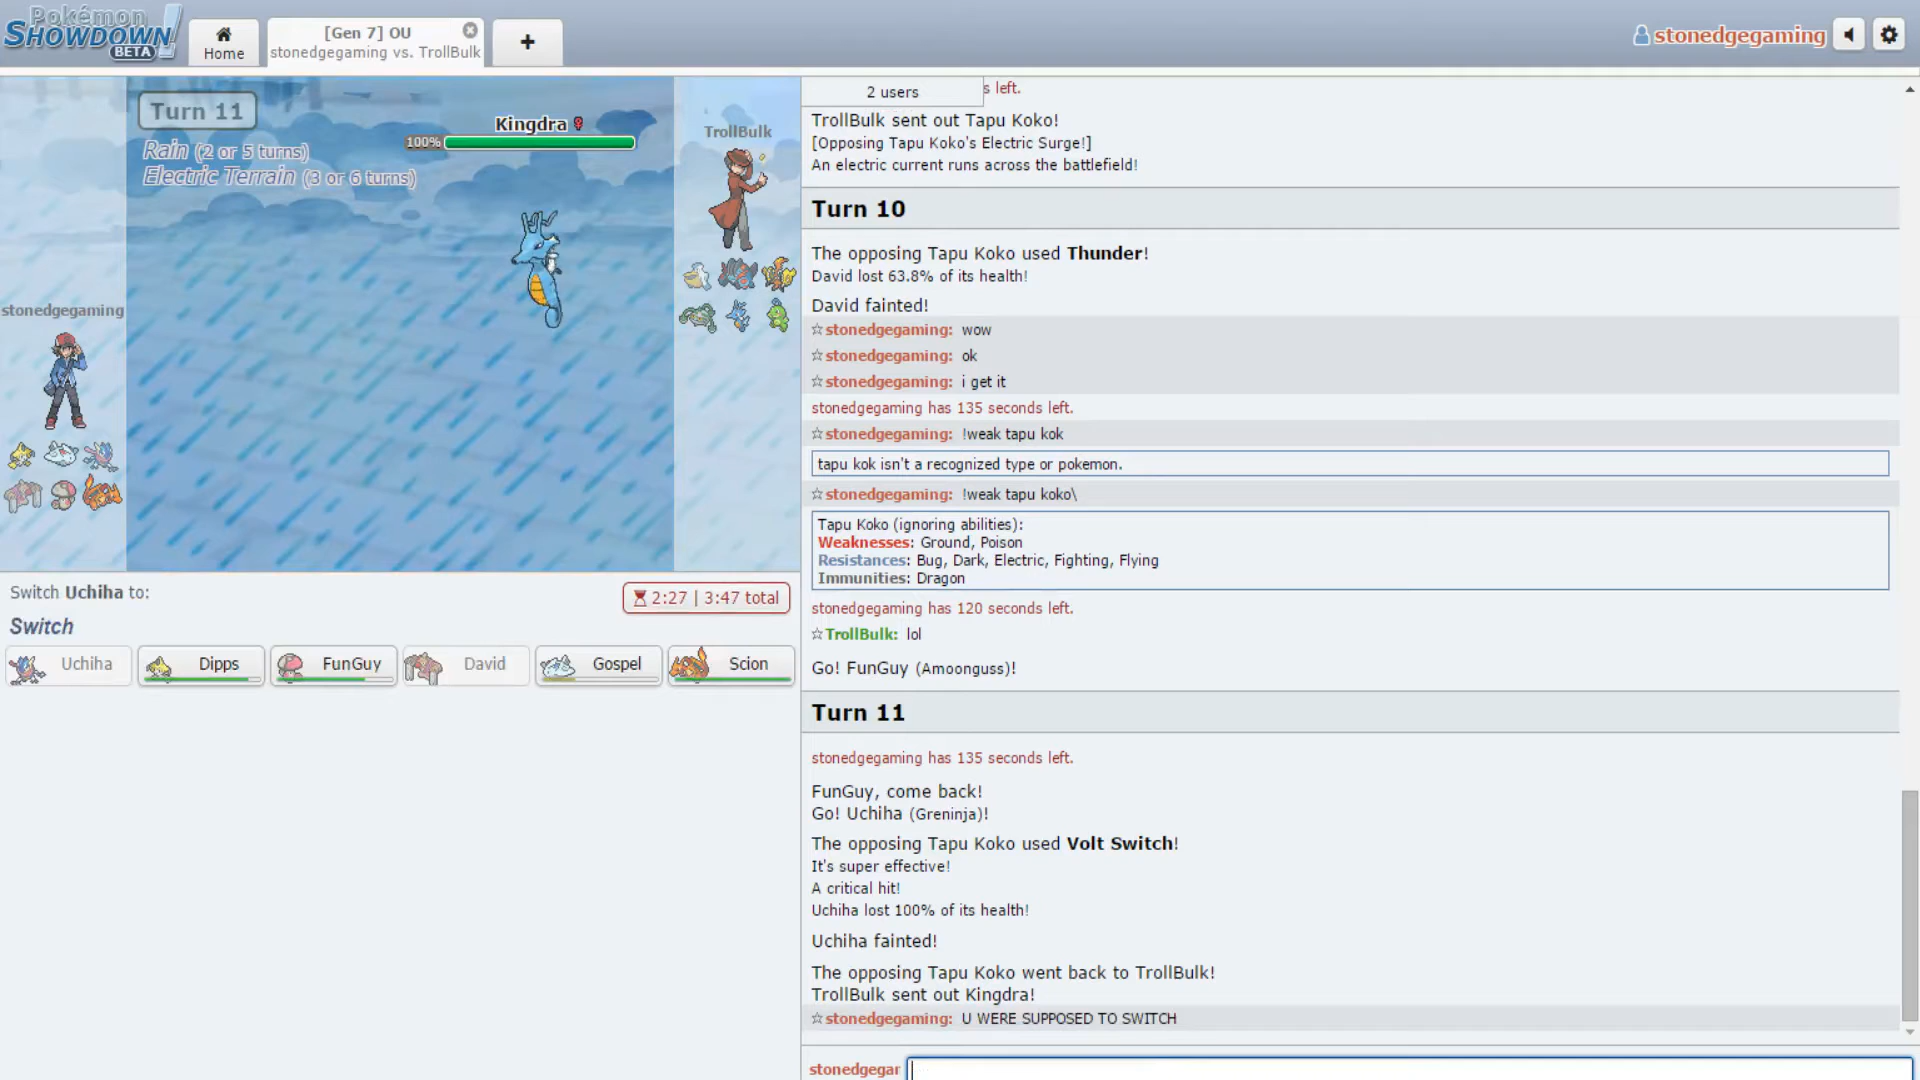 Pokémon
SHOWDOWN!
BETA
Home
[Gen 7] OU
stonedgegaming vs. TrollBulk
+
stonedgegaming
Turn 11
Rain (2 or 5 turns)
Electric Terrain (3 or 6 turns)
Kingdra
100%
TrollBulk
stonedgegaming
Switch Uchiha to:
2:27 | 3:47 total
Switch
Uchiha
Dipps
FunGuy
David
Gospel
Scion
2 users
s left.
TrollBulk sent out Tapu Koko!
[Opposing Tapu Koko's Electric Surge!]
An electric current runs across the battlefield!
Turn 10
The opposing Tapu Koko used Thunder!
David lost 63.8% of its health!
David fainted!
☆stonedgegaming: wow
☆stonedgegaming: ok
☆stonedgegaming: i get it
stonedgegaming has 135 seconds left.
☆stonedgegaming: !weak tapu kok
tapu kok isn't a recognized type or pokemon.
☆stonedgegaming: !weak tapu koko\
Tapu Koko (ignoring abilities):
Weaknesses: Ground, Poison
Resistances: Bug, Dark, Electric, Fighting, Flying
Immunities: Dragon
stonedgegaming has 120 seconds left.
☆TrollBulk: lol
Go! FunGuy (Amoonguss)!
Turn 11
stonedgegaming has 135 seconds left.
FunGuy, come back!
Go! Uchiha (Greninja)!
The opposing Tapu Koko used Volt Switch!
It's super effective!
A critical hit!
Uchiha lost 100% of its health!
Uchiha fainted!
The opposing Tapu Koko went back to TrollBulk!
TrollBulk sent out Kingdra!
☆stonedgegaming: U WERE SUPPOSED TO SWITCH
stonedgegar